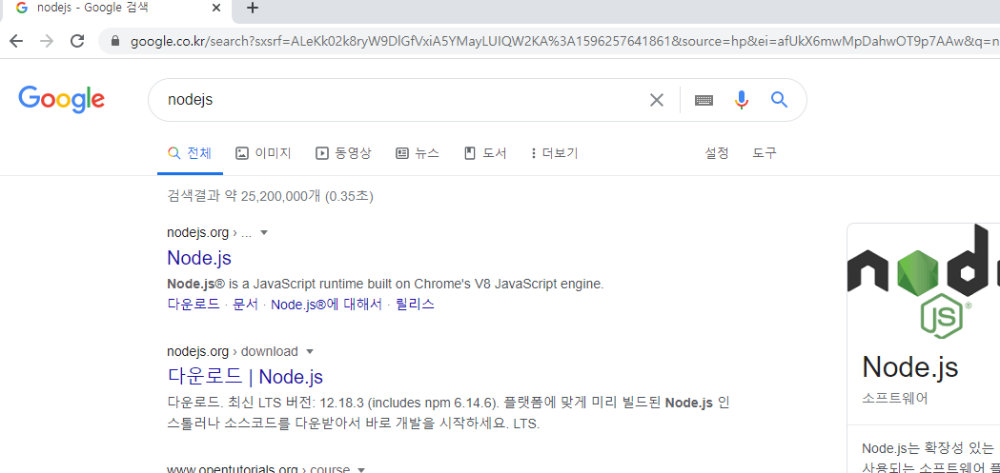 nodejs - Google 검색
google.co.kr/search?sxsrf=ALeKk02k8ryW9DlGfVxiA5YMayLUIQW2KA%3A1596257641861&source=hp&ei=afUkX6mwMpDahwOT9p7AAw&q=n
Google
nodejs
전체 이미지 동영상 뉴스 도서 더보기 설정 도구
검색결과 약 25,200,000개 (0.35초)
nodejs.org › ...
Node.js
Node.js® is a JavaScript runtime built on Chrome's V8 JavaScript engine.
다운로드 · 문서 · Node.js®에 대해서 · 릴리스
nodejs.org › download
다운로드 | Node.js
다운로드. 최신 LTS 버전: 12.18.3 (includes npm 6.14.6). 플랫폼에 맞게 미리 빌드된 Node.js 인
스톨러나 소스코드를 다운받아서 바로 개발을 시작하세요. LTS.
www.opentutorials.org › course
nod
JS®
Node.js
소프트웨어
Node.js는 확장성 있는
사용되는 소프트웨어 플